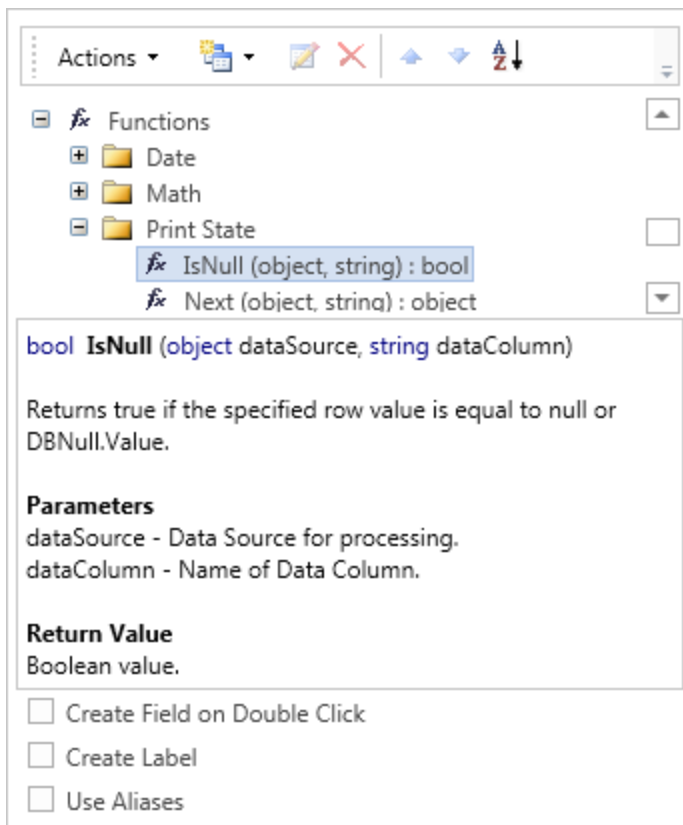 Actions
Functions
Date
Math
Print State
IsNull (object, string) : bool
Next (object, string) : object
bool IsNull (object dataSource, string dataColumn)
Returns true if the specified row value is equal to null or
DBNull.Value.
Parameters
dataSource - Data Source for processing.
dataColumn - Name of Data Column.
Return Value
Boolean value.
Create Field on Double Click
Create Label
Use Aliases